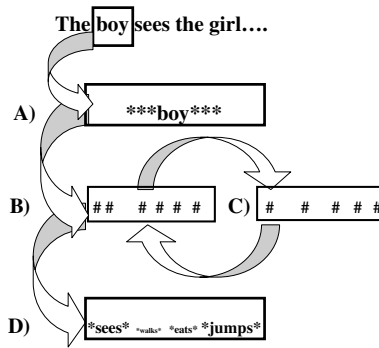 The boy sees the girl....
A) ***boy***
B) ## # # # # C) # # # # #
D) *sees* *walks* *eats* *jumps*